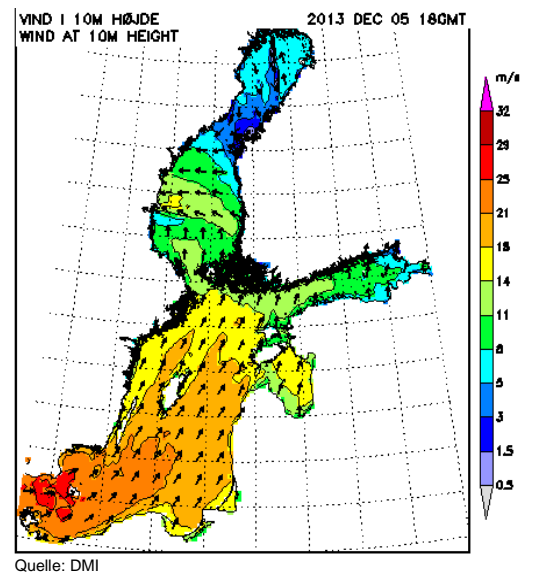 VIND I 10M HØJDE
2013 DEC 05 18GMT
WIND AT 10M HEIGHT
m/s
32
29
25
21
18
14
11
8
5
3
1.5
0.5
Quelle: DMI